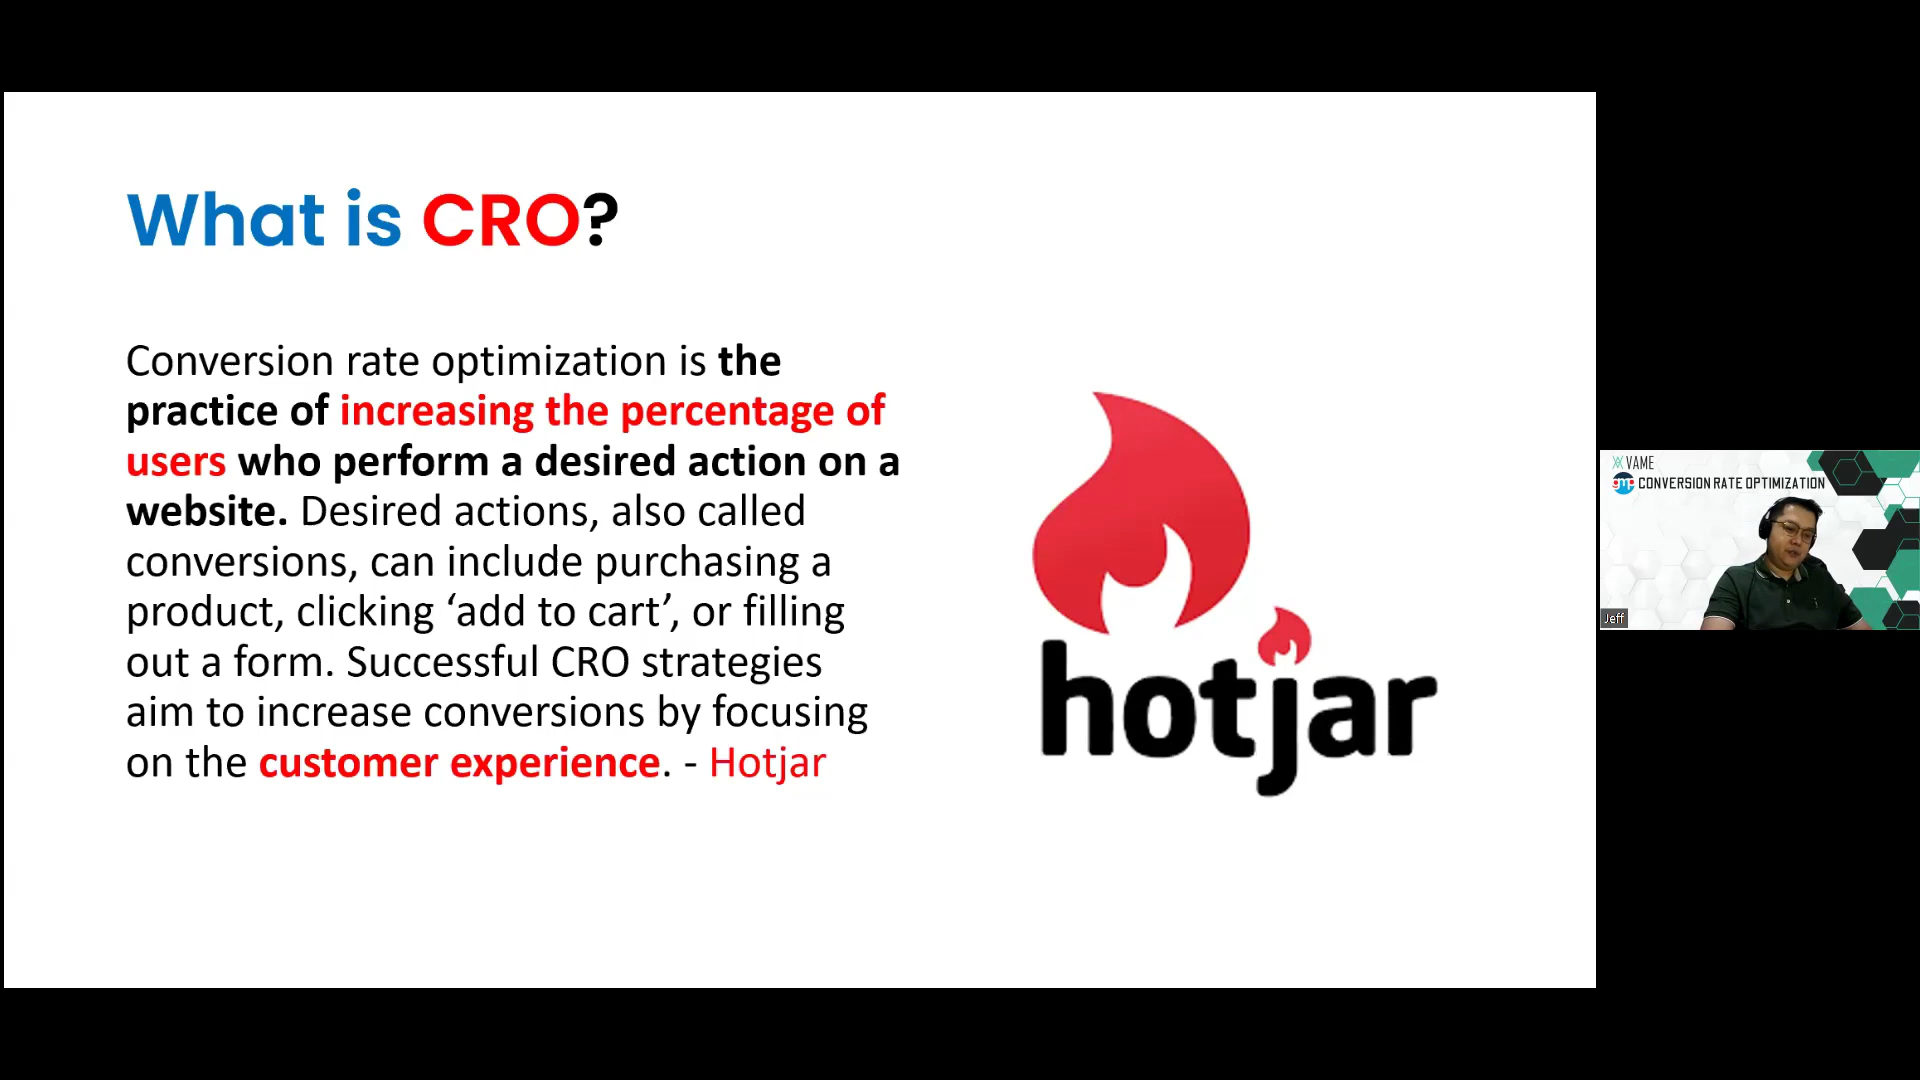 What is CRO?
Conversion rate optimization is the
practice of increasing the percentage of
users who perform a desired action on a
website. Desired actions, also called
conversions, can include purchasing a
product, clicking ‘add to cart’, or filling
out a form. Successful CRO strategies
aim to increase conversions by focusing
on the customer experience. - Hotjar
hotjar
VAME
gmp CONVERSION RATE OPTIMIZATION
Jeff